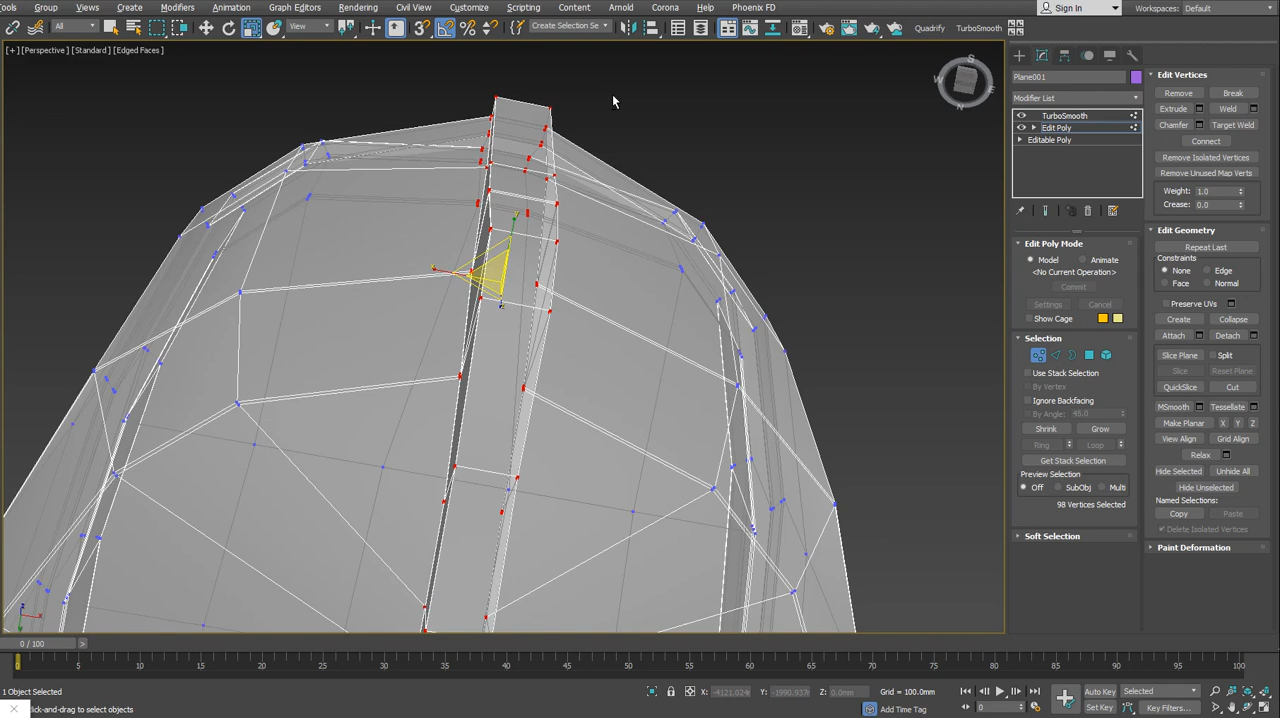 Tools Group Views Create Modifiers Animation Graph Editors Rendering Civil View Customize Scripting Content Arnold Corona Help Phoenix FD
Sign In Workspaces: Default
All View Create Selection Se Quadrify TurboSmooth
[+] [Perspective] [Standard] [Edged Faces]
S W E N
Plane001
Modifier List
TurboSmooth
Edit Poly
Editable Poly
Edit Poly Mode
Model Animate
<No Current Operation>
Commit
Settings Cancel
Show Cage
Selection
Use Stack Selection
By Vertex
Ignore Backfacing
By Angle: 45.0
Shrink Grow
Ring Loop
Get Stack Selection
Preview Selection
Off SubObj Multi
98 Vertices Selected
Soft Selection
Edit Vertices
Remove Break
Extrude Weld
Chamfer Target Weld
Connect
Remove Isolated Vertices
Remove Unused Map Verts
Weight: 1.0
Crease: 0.0
Edit Geometry
Repeat Last
Constraints
None Edge
Face Normal
Preserve UVs
Create Collapse
Attach Detach
Slice Plane Split
Slice Reset Plane
QuickSlice Cut
MSmooth Tessellate
Make Planar X Y Z
View Align Grid Align
Relax
Hide Selected Unhide All
Hide Unselected
Named Selections:
Copy Paste
Delete Isolated Vertices
Paint Deformation
0 / 100 >
0 5 10 15 20 25 30 35 40 45 50 55 60 65 70 75 80 85 90 95 100
1 Object Selected
X: -4121.024m Y: -1990.937m Z: 0.0mm Grid = 100.0mm
Auto Key Selected
click-and-drag to select objects
Add Time Tag
0
Set Key Key Filters...